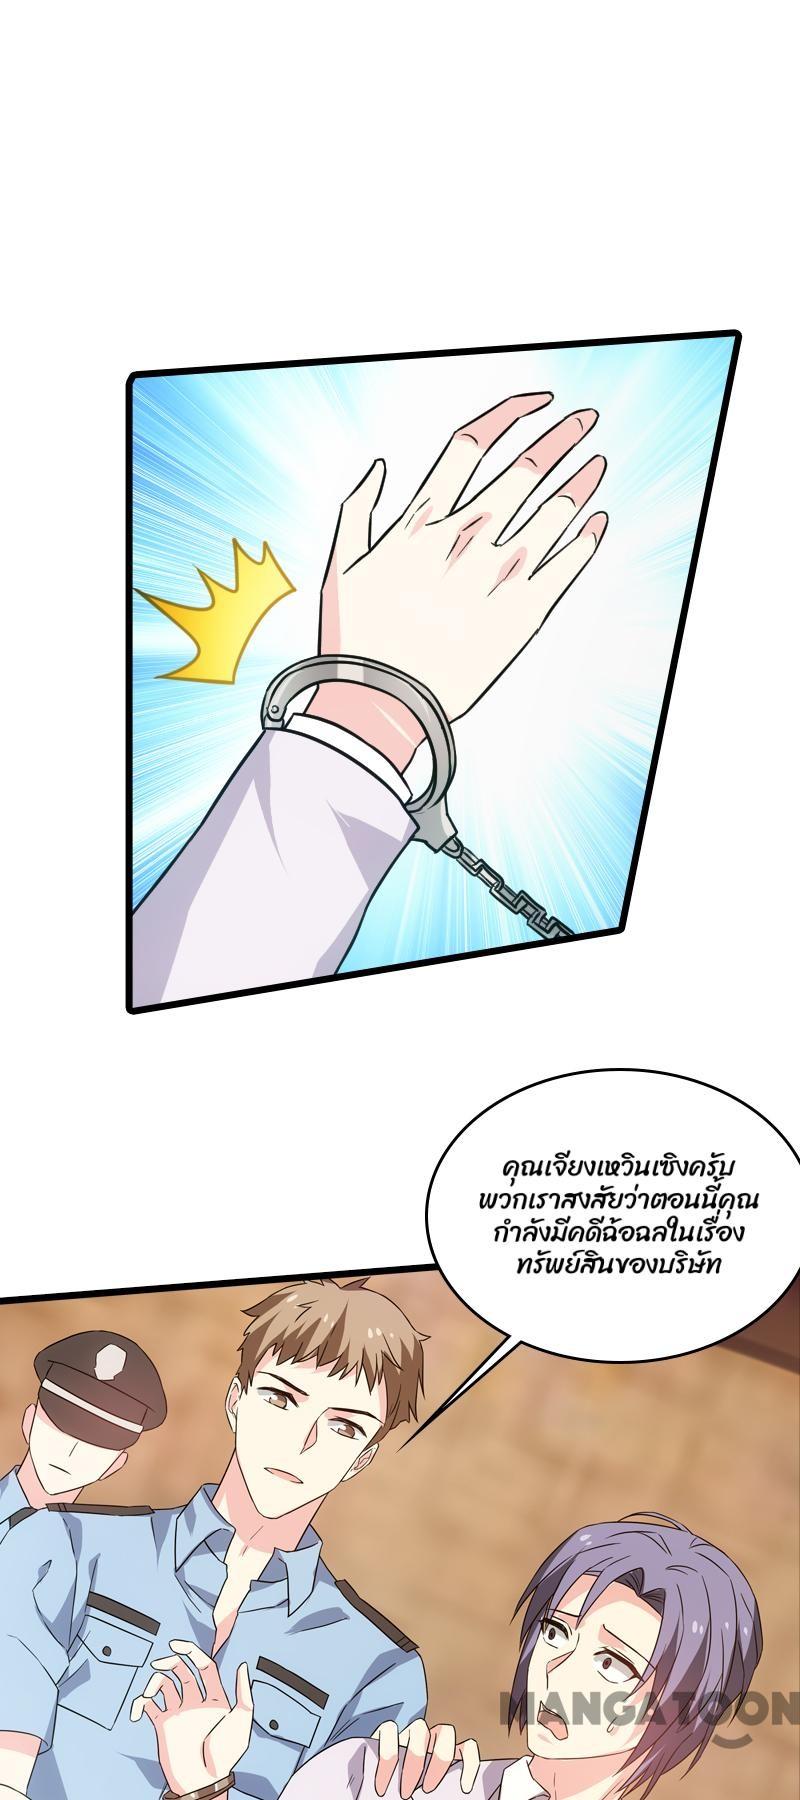 คุณเจียงเหวินเซิงครับ
พวกเราสงสัยว่าตอนนี้คุณ
กำลังมีคดีฉ้อฉลในเรื่อง
ทรัพย์สินของบริษัท
MANGATOON